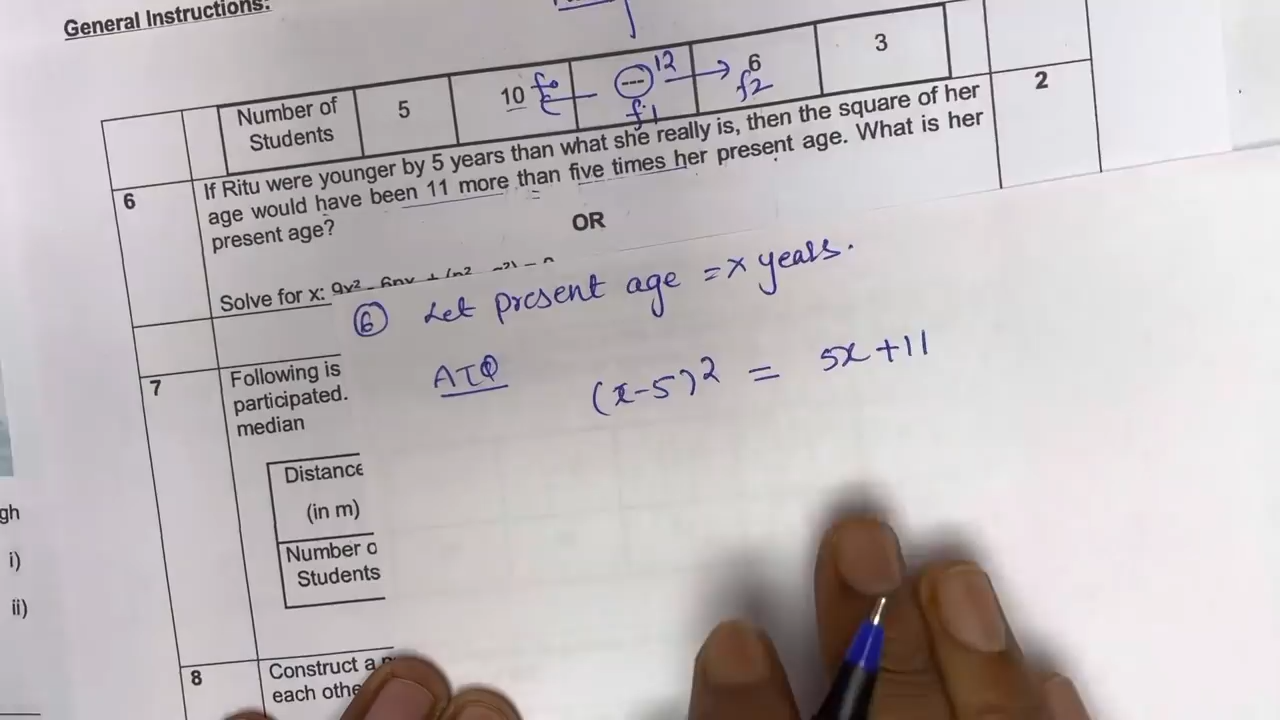 General Instructions:
Number of Students 5 10 f0 --- 12 f1 6 f2 3
6 If Ritu were younger by 5 years than what she really is, then the square of her 2
age would have been 11 more than five times her present age. What is her
present age?
OR
Solve for x: 9x² - 6px +
⑥ Let present age = x years.
ATQ (x-5)² = 5x+11
7 Following is
participated.
median
Distance
(in m)
Number o
Students
8 Construct a
each othe
gh
i)
ii)